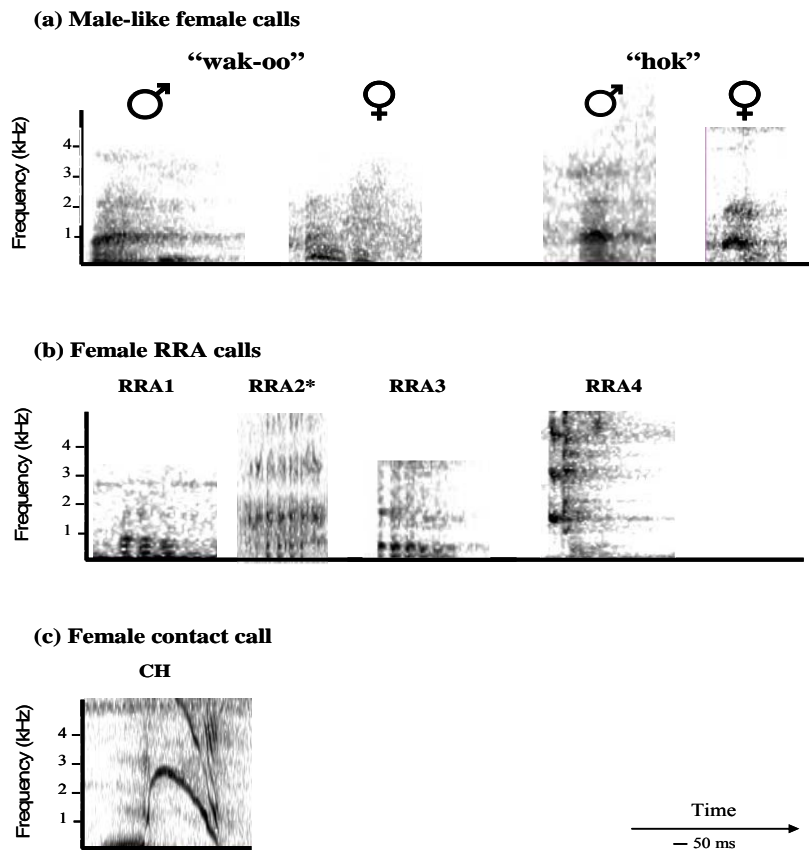 (a) Male-like female calls
“wak-oo” “hok”
♂ ♀ ♂ ♀
Frequency (kHz)
4
3
2
1
(b) Female RRA calls
RRA1 RRA2* RRA3 RRA4
Frequency (kHz)
4
3
2
1
(c) Female contact call
CH
Frequency (kHz)
4
3
2
1
Time
50 ms